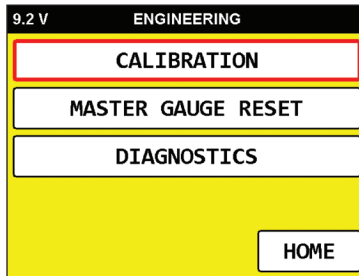 9.2 V ENGINEERING
CALIBRATION
MASTER GAUGE RESET
DIAGNOSTICS
HOME